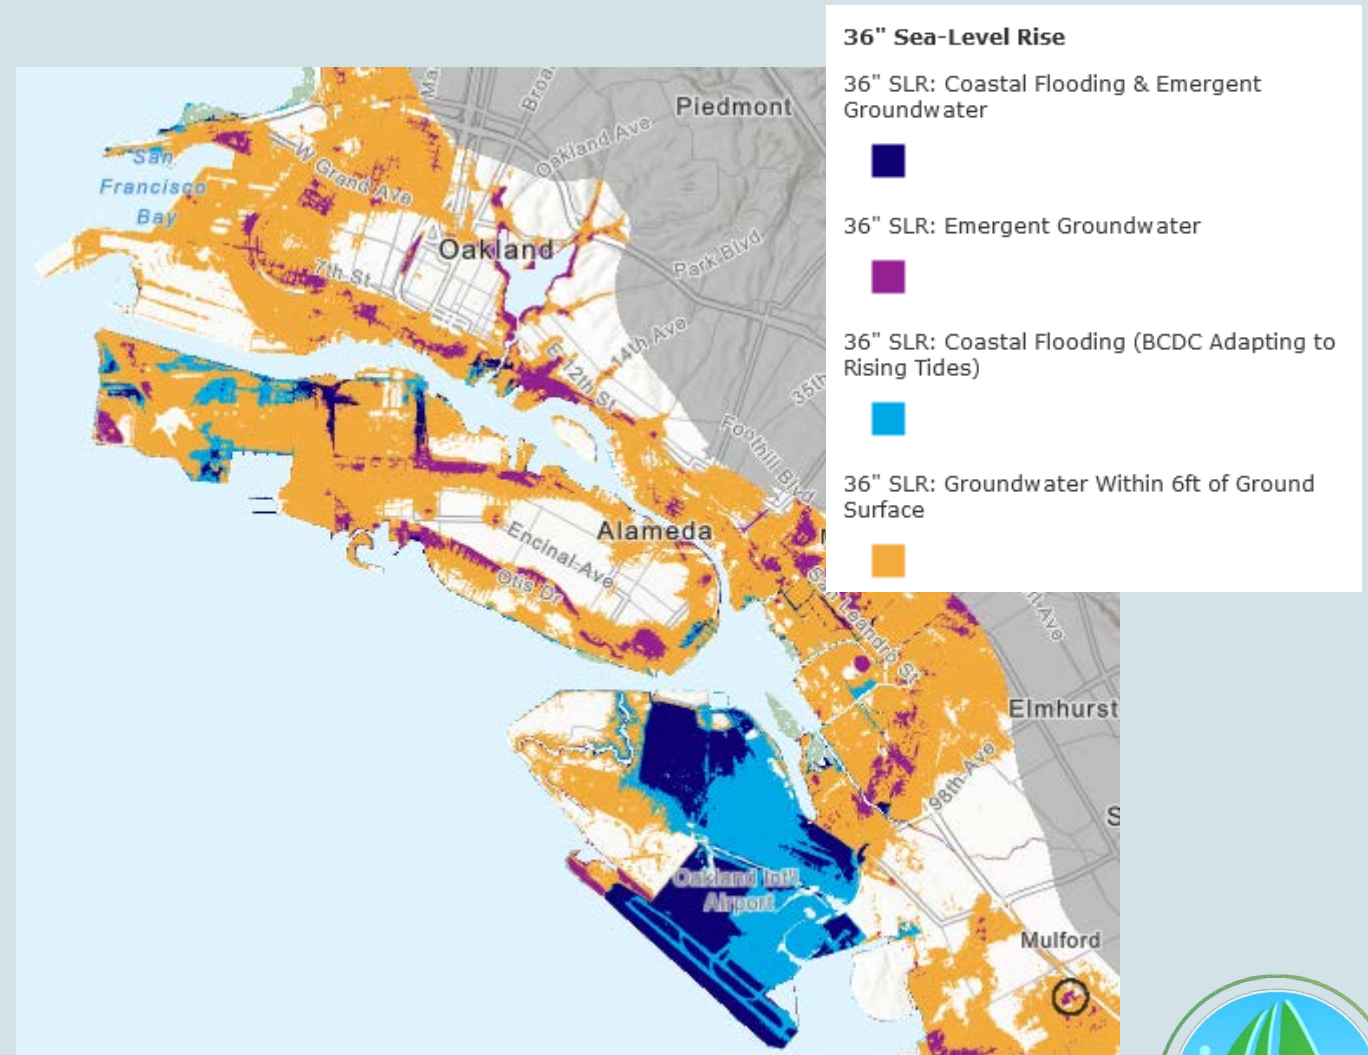 36" Sea-Level Rise
36" SLR: Coastal Flooding & Emergent
Groundwater
36" SLR: Emergent Groundwater
36" SLR: Coastal Flooding (BCDC Adapting to
Rising Tides)
36" SLR: Groundwater Within 6ft of Ground
Surface
Piedmont
Oakland Ave
San
Francisco
Bay
W Grand Ave
Oakland
7th St
Park Blvd
14th Ave
E 12th St
35th
Foothill Blvd
Alameda
Encinal Ave
Otis Dr
San Leandro St
Elmhurst
98th Ave
Oakland Int'l.
Airport
Mulford